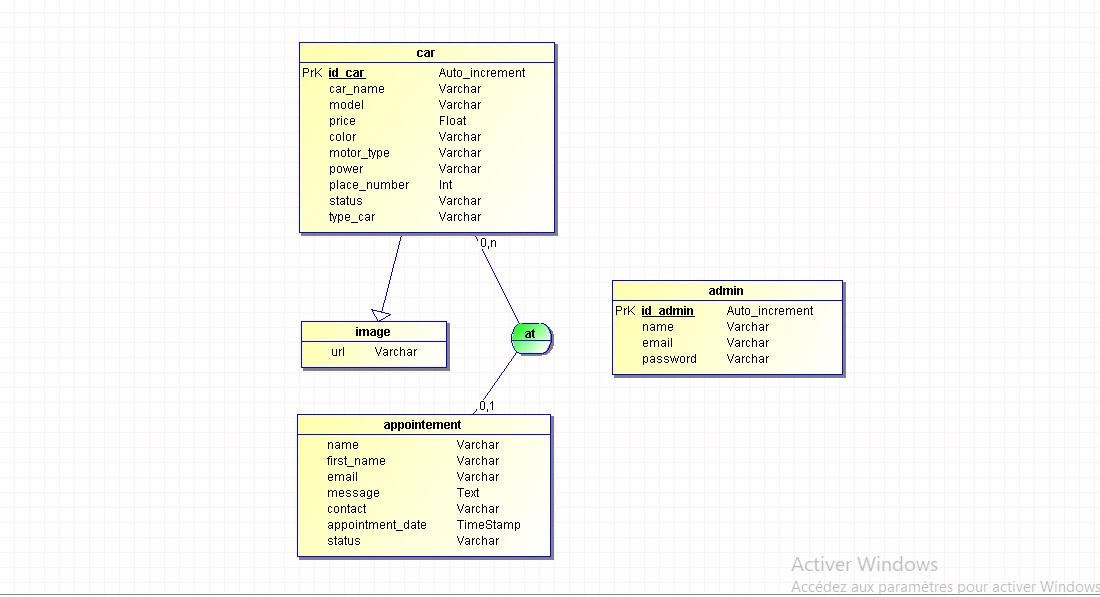 car
PrK id_car Auto_increment
car_name Varchar
model Varchar
price Float
color Varchar
motor_type Varchar
power Varchar
place_number Int
status Varchar
type_car Varchar
0,n
admin
PrK id_admin Auto_increment
name Varchar
email Varchar
password Varchar
image
url Varchar
at
0,1
appointement
name Varchar
first_name Varchar
email Varchar
message Text
contact Varchar
appointment_date TimeStamp
status Varchar
Activer Windows
Accédez aux paramètres pour activer Windows